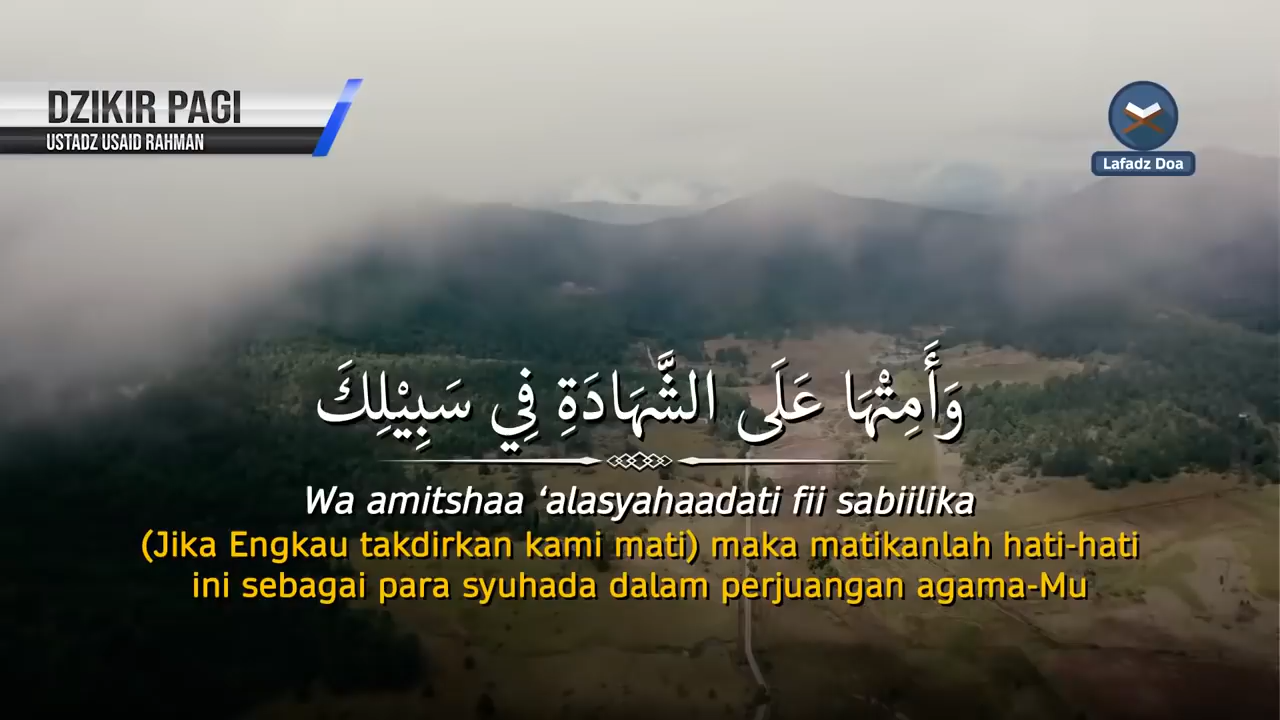 DZIKIR PAGI
USTADZ USAID RAHMAN
Lafadz Doa
وَأَمِتْهَا عَلَى الشَّهَادَةِ فِي سَبِيْلِكَ
Wa amitshaa ‘alasyahaadati fii sabiilika
(Jika Engkau takdirkan kami mati) maka matikanlah hati-hati
ini sebagai para syuhada dalam perjuangan agama-Mu